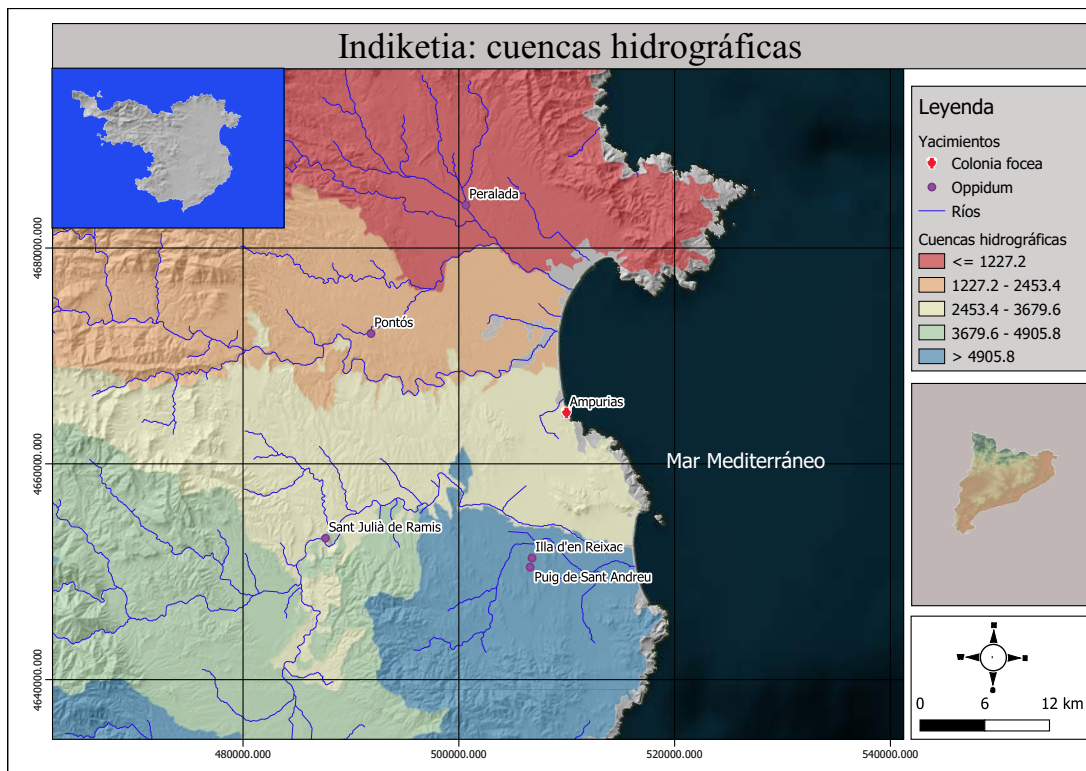 Indiketia: cuencas hidrográficas
Peralada
Pontós
Ampurias
Mar Mediterráneo
Sant Julià de Ramis
Illa d'en Reixac
Puig de Sant Andreu
4680000.000
4660000.000
4640000.000
480000.000
500000.000
520000.000
540000.000
Leyenda
Yacimientos
Colonia focea
Oppidum
Ríos
Cuencas hidrográficas
<= 1227.2
1227.2 - 2453.4
2453.4 - 3679.6
3679.6 - 4905.8
> 4905.8
0 6 12 km